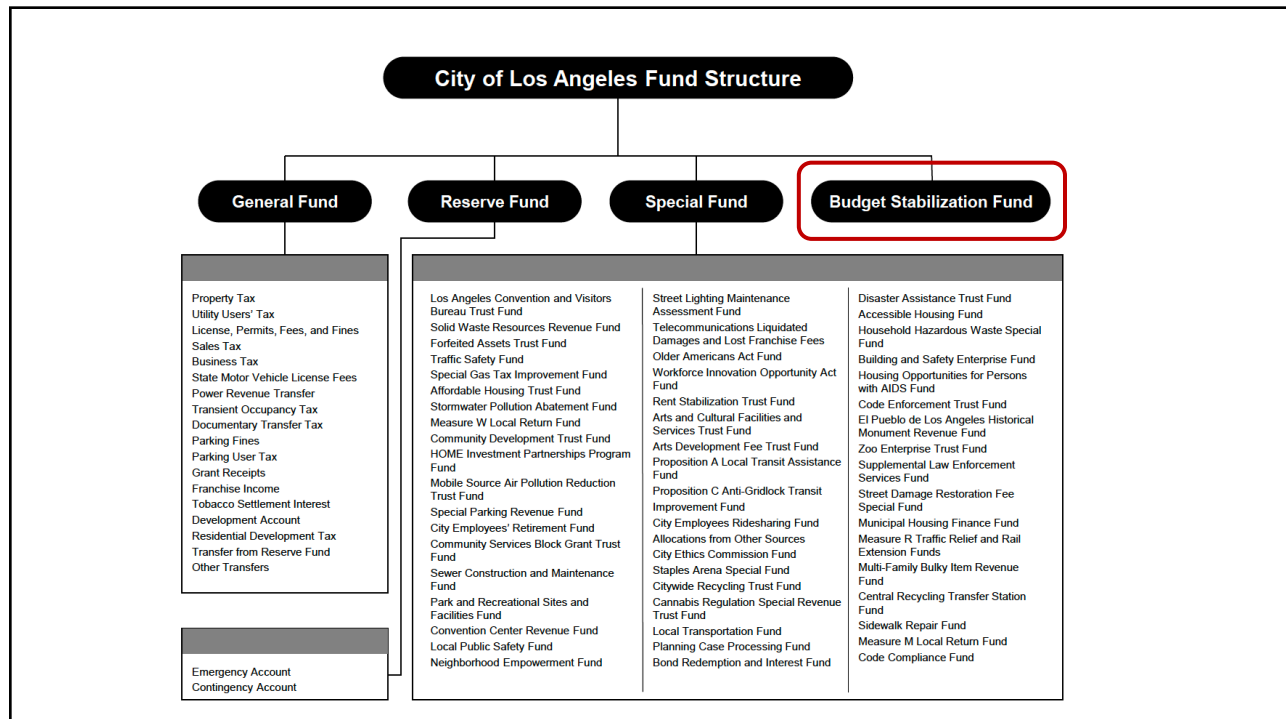 City of Los Angeles Fund Structure
General Fund
Reserve Fund
Special Fund
Budget Stabilization Fund
Property Tax
Utility Users' Tax
License, Permits, Fees, and Fines
Sales Tax
Business Tax
State Motor Vehicle License Fees
Power Revenue Transfer
Transient Occupancy Tax
Documentary Transfer Tax
Parking Fines
Parking User Tax
Grant Receipts
Franchise Income
Tobacco Settlement Interest
Development Account
Residential Development Tax
Transfer from Reserve Fund
Other Transfers
Emergency Account
Contingency Account
Los Angeles Convention and Visitors
Bureau Trust Fund
Solid Waste Resources Revenue Fund
Forfeited Assets Trust Fund
Traffic Safety Fund
Special Gas Tax Improvement Fund
Affordable Housing Trust Fund
Stormwater Pollution Abatement Fund
Measure W Local Return Fund
Community Development Trust Fund
HOME Investment Partnerships Program
Fund
Mobile Source Air Pollution Reduction
Trust Fund
Special Parking Revenue Fund
City Employees' Retirement Fund
Community Services Block Grant Trust
Fund
Sewer Construction and Maintenance
Fund
Park and Recreational Sites and
Facilities Fund
Convention Center Revenue Fund
Local Public Safety Fund
Neighborhood Empowerment Fund
Street Lighting Maintenance
Assessment Fund
Telecommunications Liquidated
Damages and Lost Franchise Fees
Older Americans Act Fund
Workforce Innovation Opportunity Act
Fund
Rent Stabilization Trust Fund
Arts and Cultural Facilities and
Services Trust Fund
Arts Development Fee Trust Fund
Proposition A Local Transit Assistance
Fund
Proposition C Anti-Gridlock Transit
Improvement Fund
City Employees Ridesharing Fund
Allocations from Other Sources
City Ethics Commission Fund
Staples Arena Special Fund
Citywide Recycling Trust Fund
Cannabis Regulation Special Revenue
Trust Fund
Local Transportation Fund
Planning Case Processing Fund
Bond Redemption and Interest Fund
Disaster Assistance Trust Fund
Accessible Housing Fund
Household Hazardous Waste Special
Fund
Building and Safety Enterprise Fund
Housing Opportunities for Persons
with AIDS Fund
Code Enforcement Trust Fund
El Pueblo de Los Angeles Historical
Monument Revenue Fund
Zoo Enterprise Trust Fund
Supplemental Law Enforcement
Services Fund
Street Damage Restoration Fee
Special Fund
Municipal Housing Finance Fund
Measure R Traffic Relief and Rail
Extension Funds
Multi-Family Bulky Item Revenue
Fund
Central Recycling Transfer Station
Fund
Sidewalk Repair Fund
Measure M Local Return Fund
Code Compliance Fund